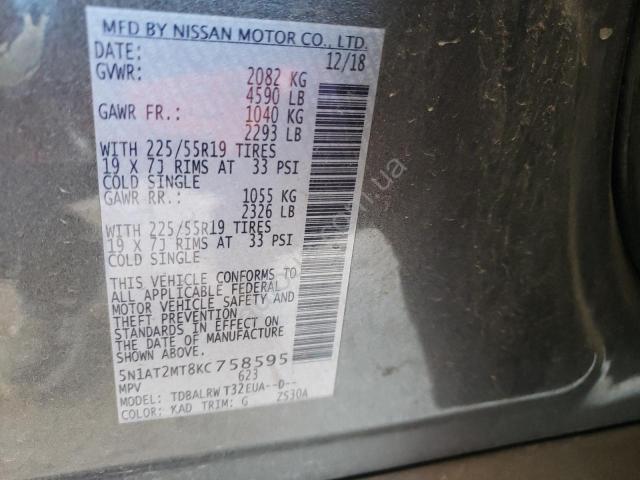 MFD BY NISSAN MOTOR CO., LTD.
DATE: 12/18
GVWR: 2082 KG
4590 LB
GAWR FR.: 1040 KG
2293 LB
WITH 225/55R19 TIRES
19 X 7J RIMS AT 33 PSI
COLD SINGLE
GAWR RR.: 1055 KG
2326 LB
WITH 225/55R19 TIRES
19 X 7J RIMS AT 33 PSI
COLD SINGLE
THIS VEHICLE CONFORMS TO
ALL APPLICABLE FEDERAL
MOTOR VEHICLE SAFETY AND
THEFT PREVENTION
STANDARDS IN EFFECT ON
THE DATE OF MANUFACTURE
SHOWN ABOVE.
5N1AT2MT8KC758595
MPV 623
MODEL: TDBALRW T32EUA--D--
COLOR: KAD TRIM: G ZS30A